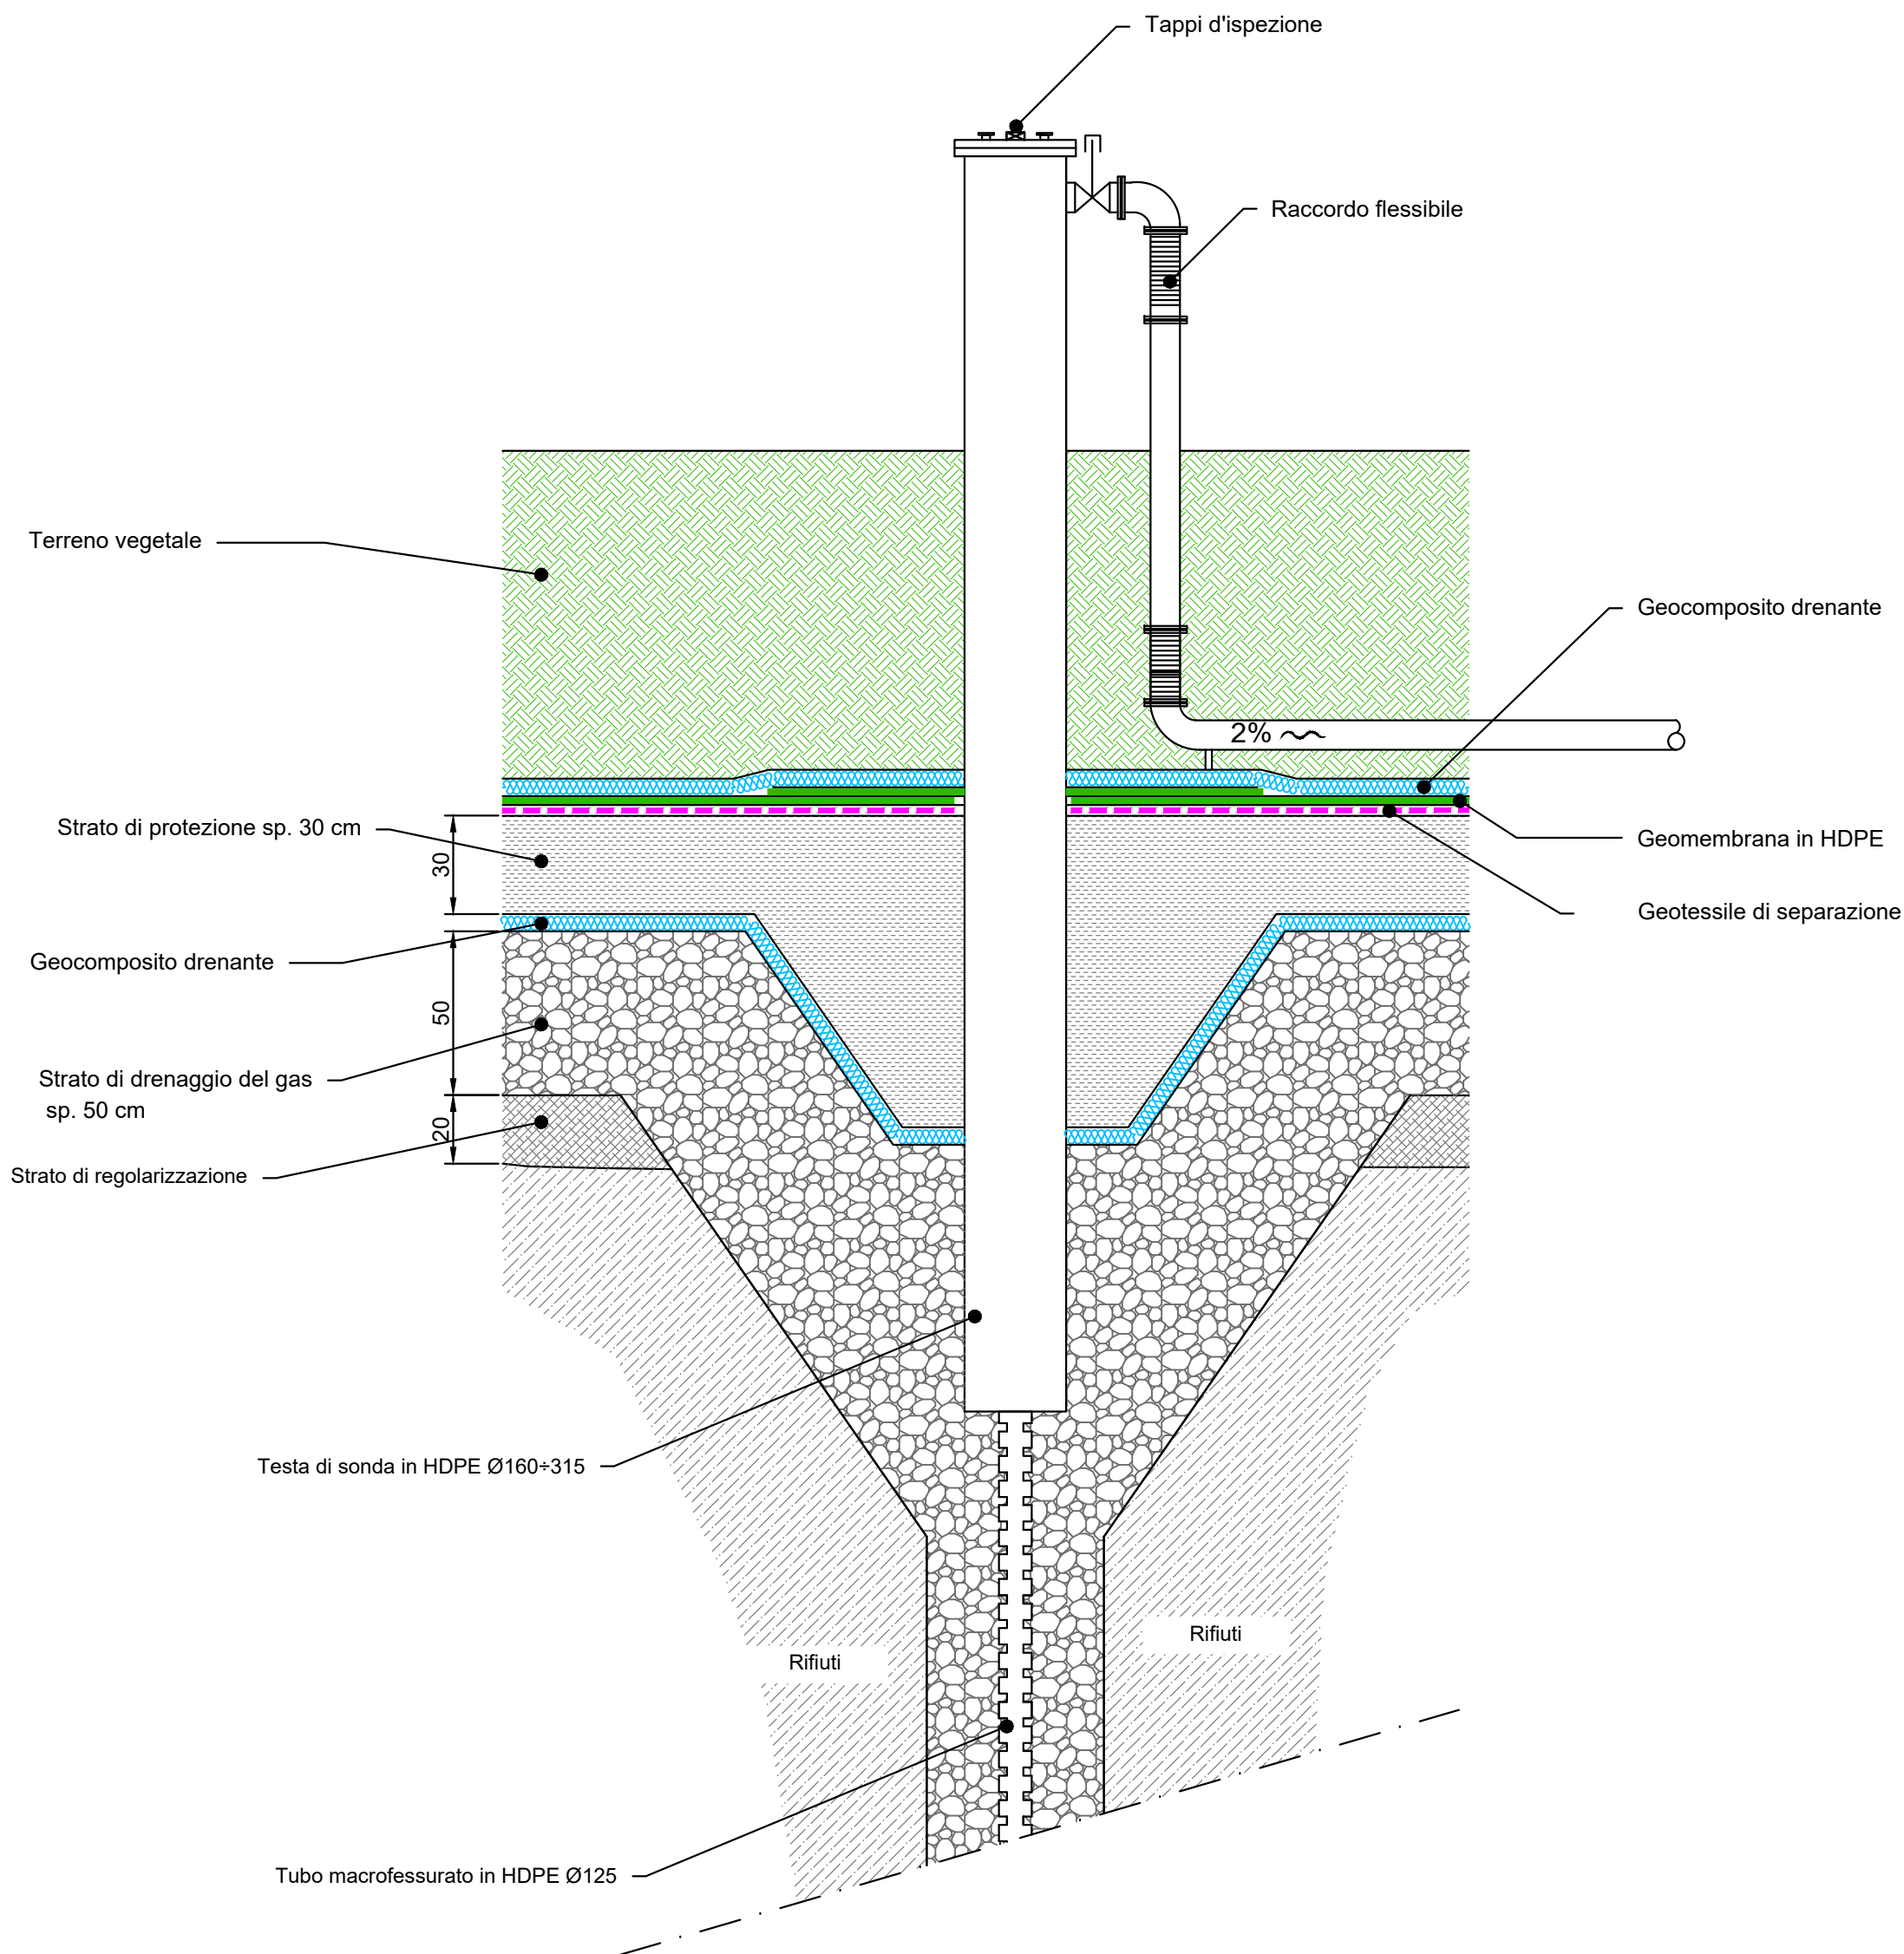 Tappi d'ispezione
Raccordo flessibile
Terreno vegetale
Geocomposito drenante
2%
Strato di protezione sp. 30 cm
30
Geomembrana in HDPE
Geotessile di separazione
Geocomposito drenante
50
Strato di drenaggio del gas
sp. 50 cm
20
Strato di regolarizzazione
Testa di sonda in HDPE Ø160÷315
Rifiuti
Rifiuti
Tubo macrofessurato in HDPE Ø125